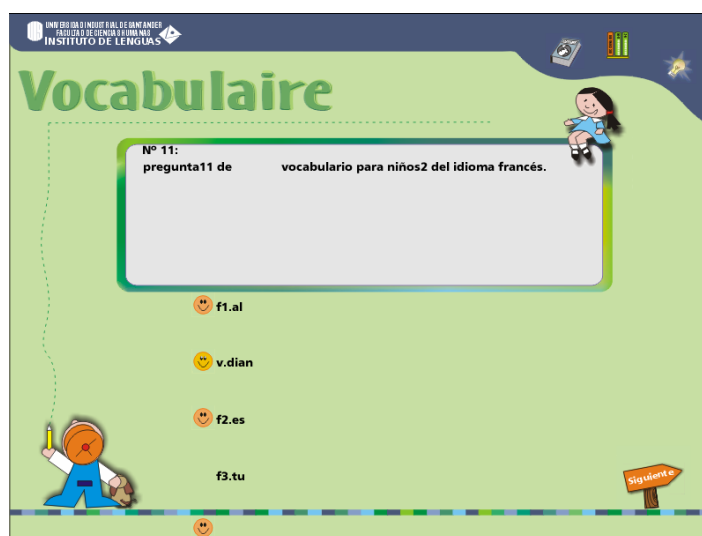 UNIVERSIDAD INDUSTRIAL DE SANTANDER
FACULTAD DE CIENCIAS HUMANAS
INSTITUTO DE LENGUAS
Vocabulaire
Nº 11:
pregunta11 de vocabulario para niños2 del idioma francés.
f1.al
v.dian
f2.es
f3.tu
Siguiente